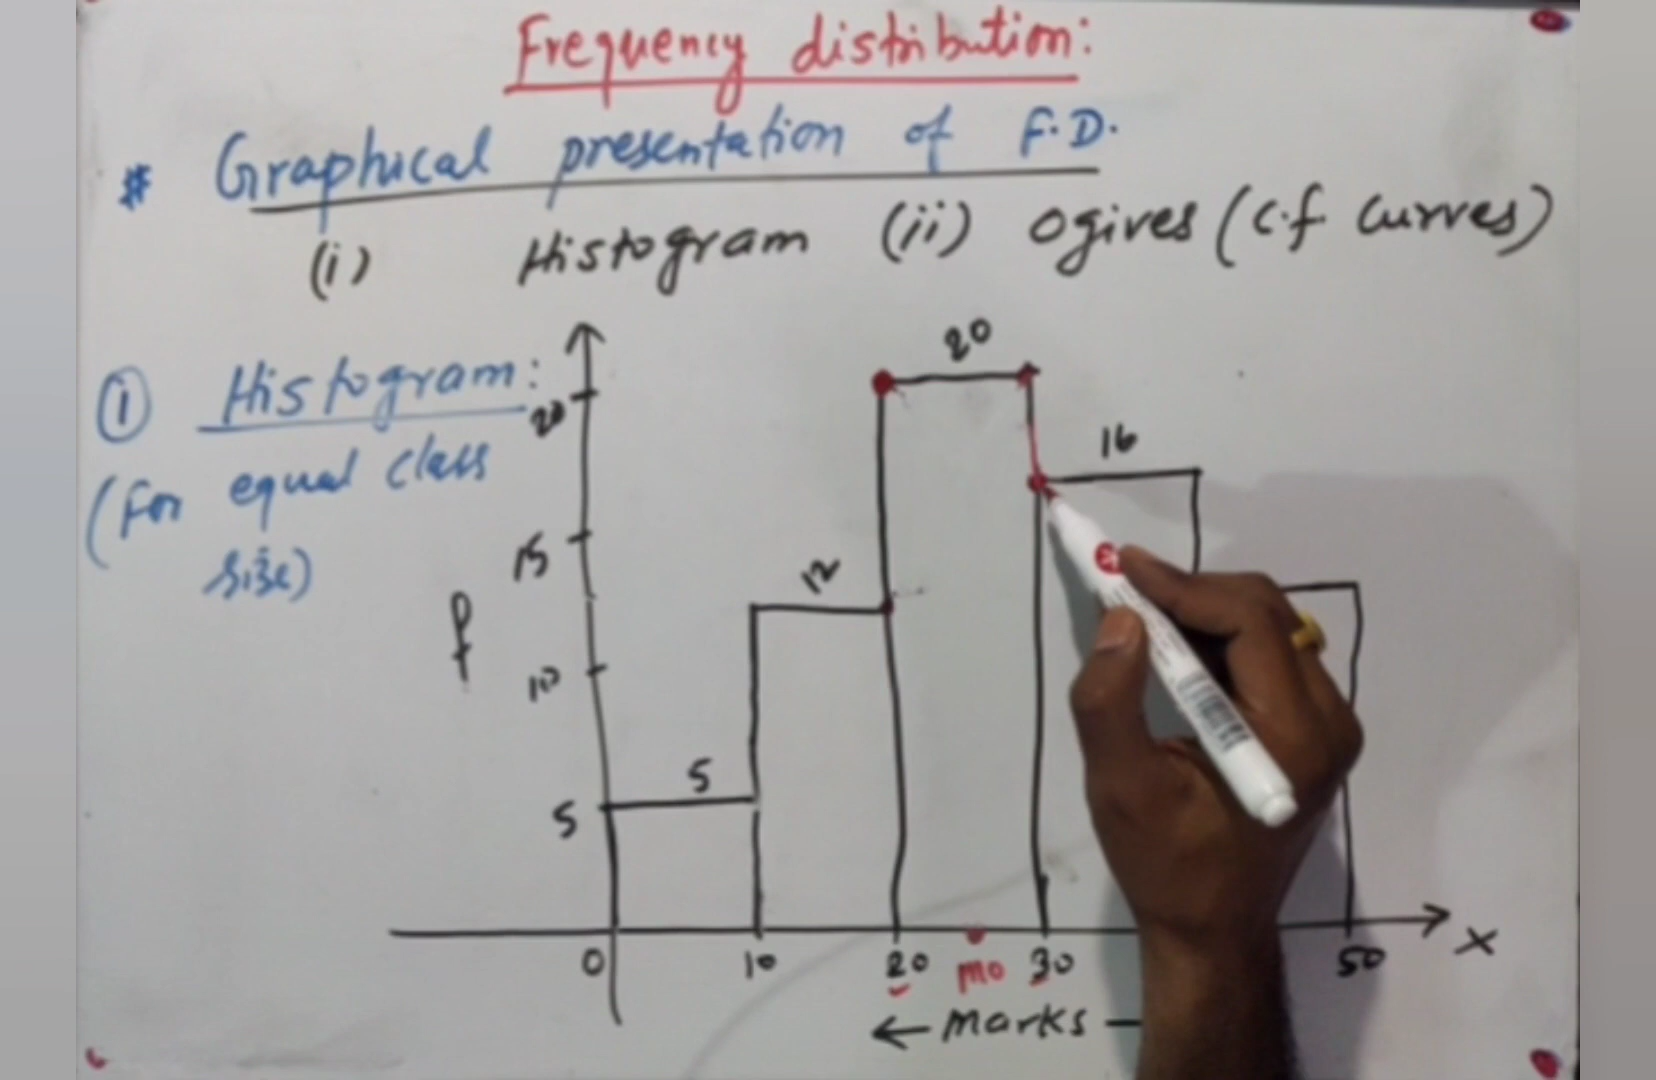 Frequency distribution:
# Graphical presentation of F.D.
(i) Histogram (ii) Ogives (c.f. curves)
① Histogram:
(For equal class
size)
20
20
16
15
12
f
10
5
5
0 10 20 mo 30 50 X
← marks —